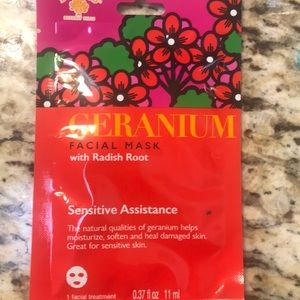 GERANIUM
FACIAL MASK
with Radish Root
Sensitive Assistance
The natural qualities of geranium helps
moisturize, soften and heal damaged skin.
Great for sensitive skin.
1 facial treatment
0.37 fl oz 11 ml